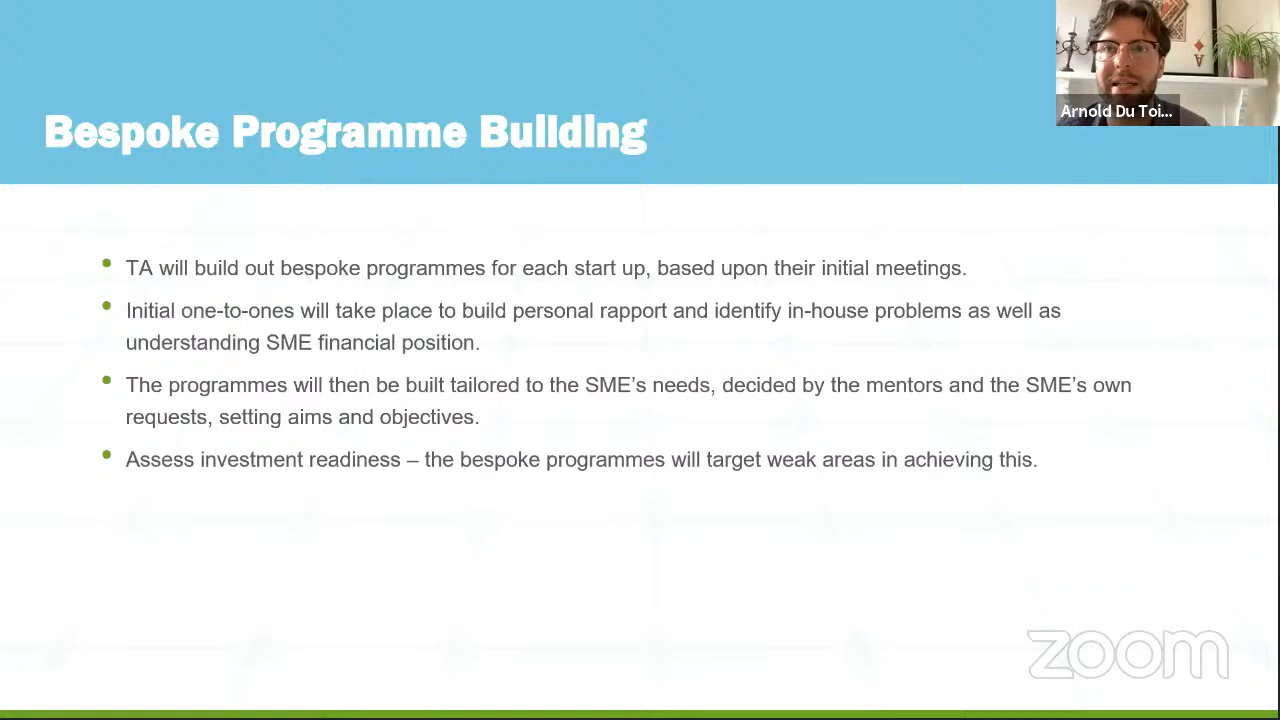 Arnold Du Toi...
Bespoke Programme Building
TA will build out bespoke programmes for each start up, based upon their initial meetings.
Initial one-to-ones will take place to build personal rapport and identify in-house problems as well as
understanding SME financial position.
The programmes will then be built tailored to the SME’s needs, decided by the mentors and the SME’s own
requests, setting aims and objectives.
Assess investment readiness – the bespoke programmes will target weak areas in achieving this.
zoom